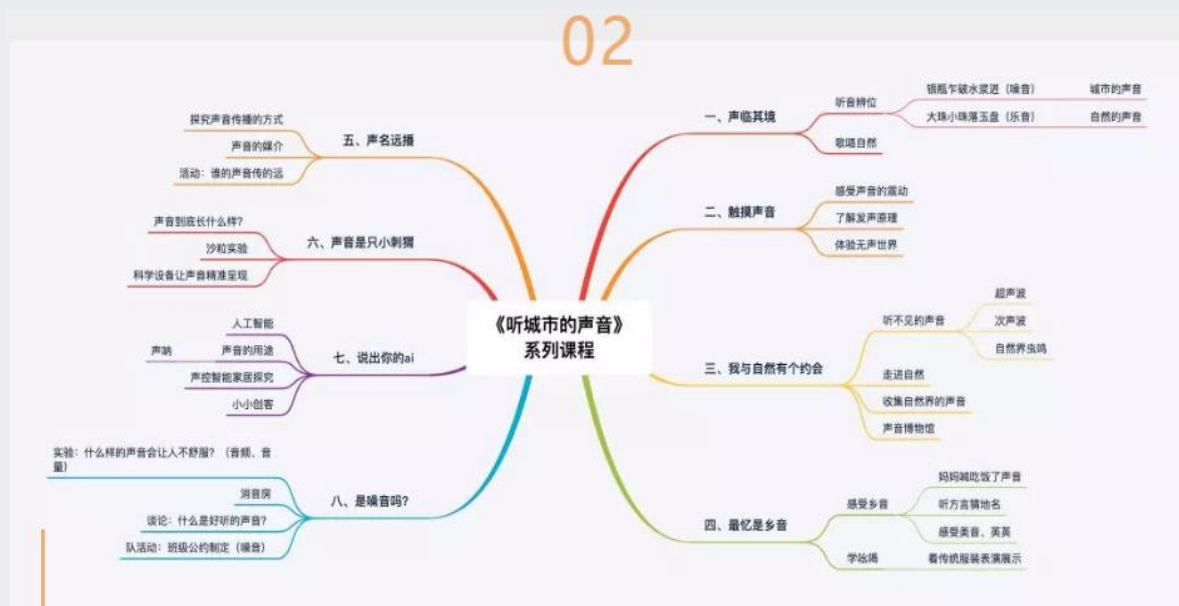 02
《听城市的声音》
系列课程
一、声临其境
听音辨位
银瓶乍破水浆迸（噪音）
城市的声音
大珠小珠落玉盘（乐音）
自然的声音
歌唱自然
二、触摸声音
感受声音的震动
了解发声原理
体验无声世界
三、我与自然有个约会
听不见的声音
超声波
次声波
自然界虫鸣
走进自然
收集自然界的声音
声音博物馆
四、最忆是乡音
感受乡音
妈妈喊吃饭了声音
听方言猜地名
感受美音、英英
学吆喝
着传统服装表演展示
五、声名远播
探究声音传播的方式
声音的媒介
活动：谁的声音传的远
六、声音是只小刺猬
声音到底长什么样？
沙粒实验
科学设备让声音精准呈现
七、说出你的ai
人工智能
声音的用途
声呐
声控智能家居探究
小小创客
八、是噪音吗？
实验：什么样的声音会让人不舒服？（音频、音
量）
消音房
谈论：什么是好听的声音？
队活动：班级公约制定（噪音）